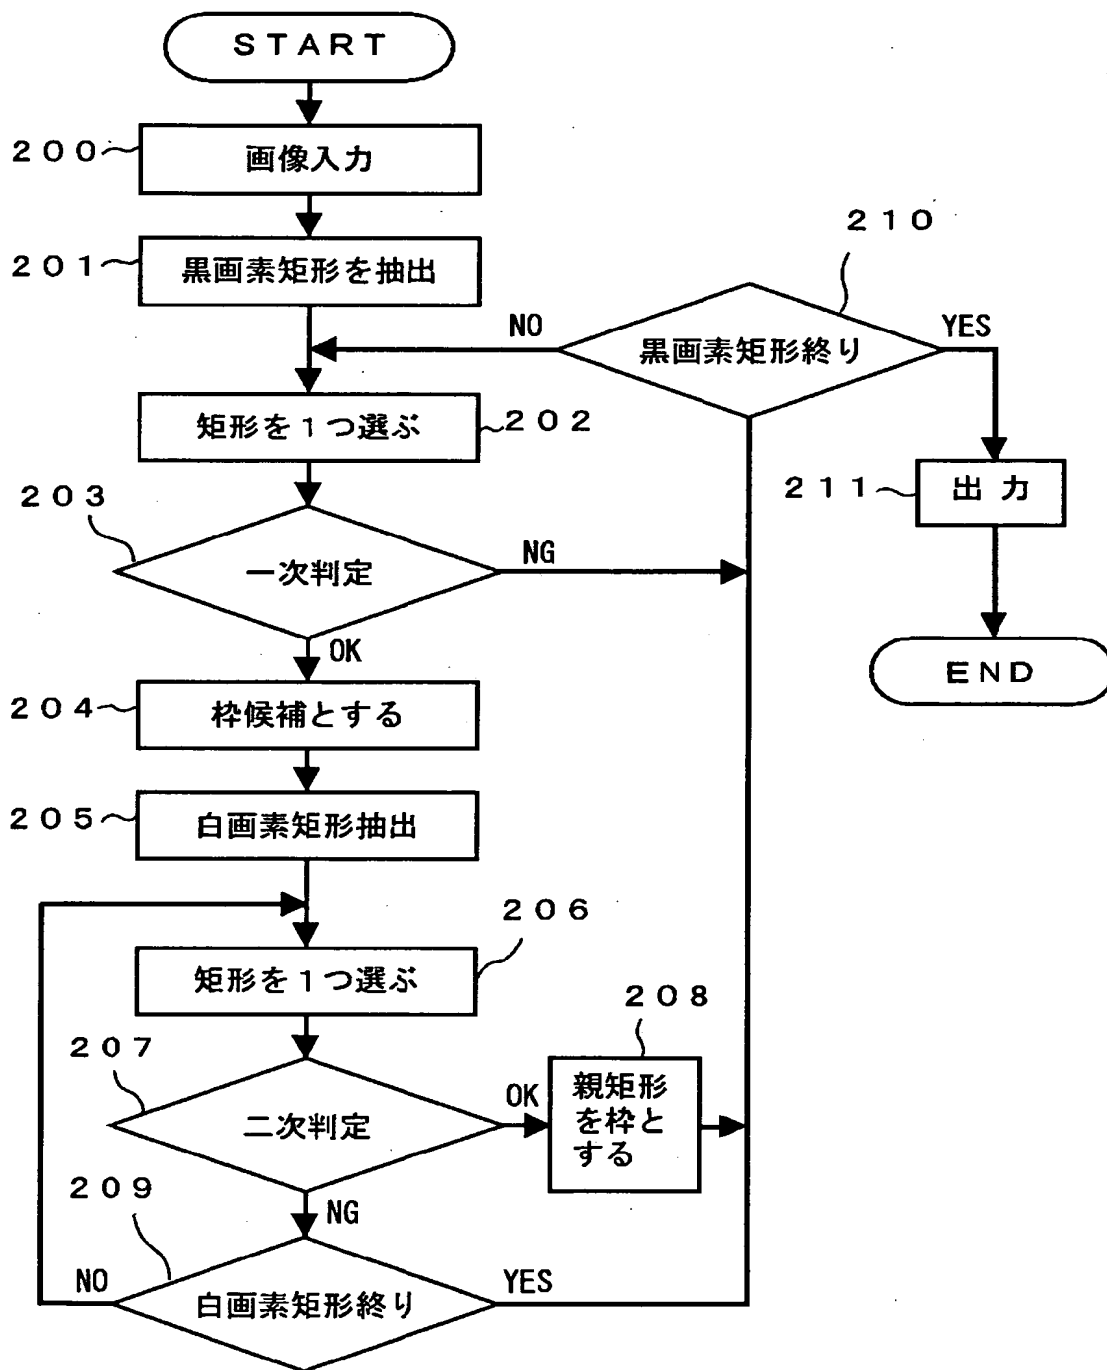 ＳＴＡＲＴ
２００
画像入力
２０１
黒画素矩形を抽出
２１０
NO
黒画素矩形終り
YES
矩形を１つ選ぶ
２０２
２１１
出 力
２０３
一次判定
NG
OK
ＥＮＤ
２０４
枠候補とする
２０５
白画素矩形抽出
２０６
矩形を１つ選ぶ
２０７
二次判定
OK
２０８
親矩形
を枠と
する
NG
２０９
NO
白画素矩形終り
YES